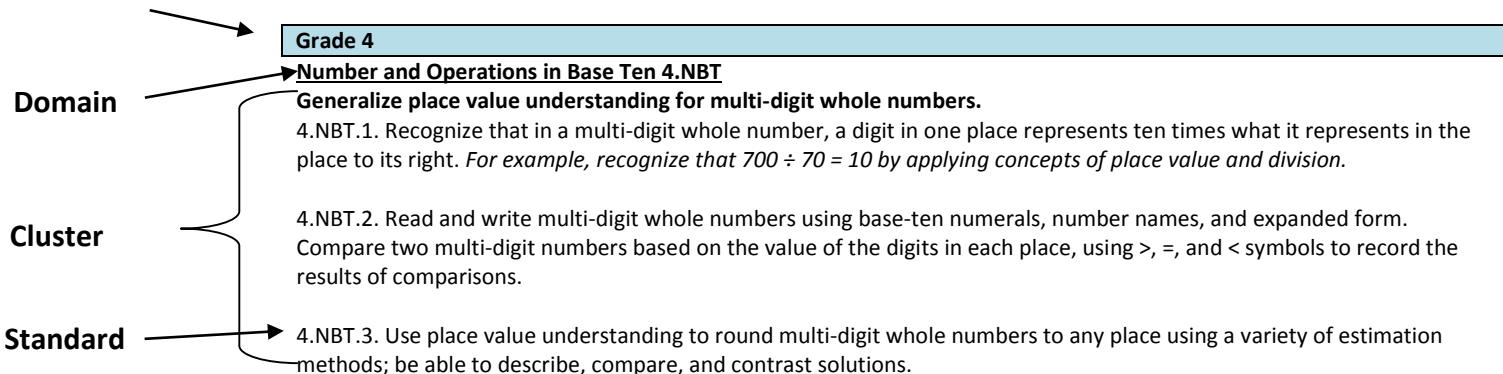 Grade 4
Number and Operations in Base Ten 4.NBT
Domain
Generalize place value understanding for multi-digit whole numbers.
4.NBT.1. Recognize that in a multi-digit whole number, a digit in one place represents ten times what it represents in the
place to its right. For example, recognize that 700 ÷ 70 = 10 by applying concepts of place value and division.
4.NBT.2. Read and write multi-digit whole numbers using base-ten numerals, number names, and expanded form.
Cluster
Compare two multi-digit numbers based on the value of the digits in each place, using >, =, and < symbols to record the
results of comparisons.
Standard
4.NBT.3. Use place value understanding to round multi-digit whole numbers to any place using a variety of estimation
methods; be able to describe, compare, and contrast solutions.